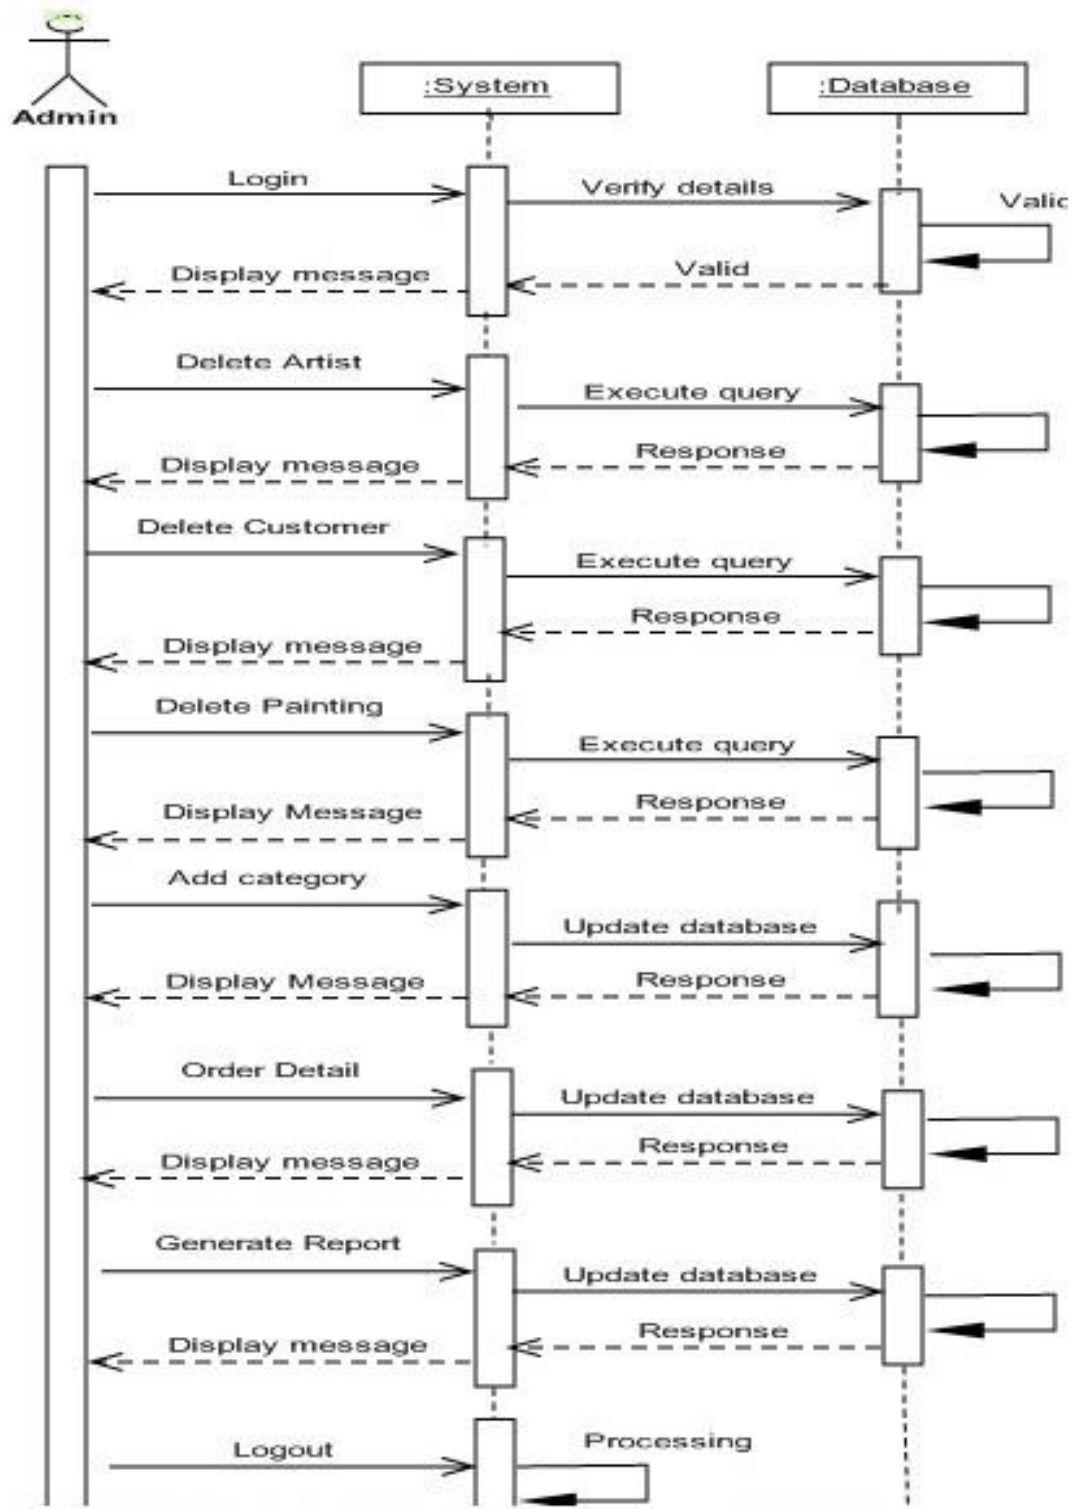 Admin
:System
:Database
Login
Verify details
Display message
Valid
Delete Artist
Execute query
Display message
Response
Delete Customer
Execute query
Display message
Response
Delete Painting
Execute query
Display Message
Response
Add category
Update database
Display Message
Response
Order Detail
Update database
Display message
Response
Generate Report
Update database
Display message
Response
Logout
Processing